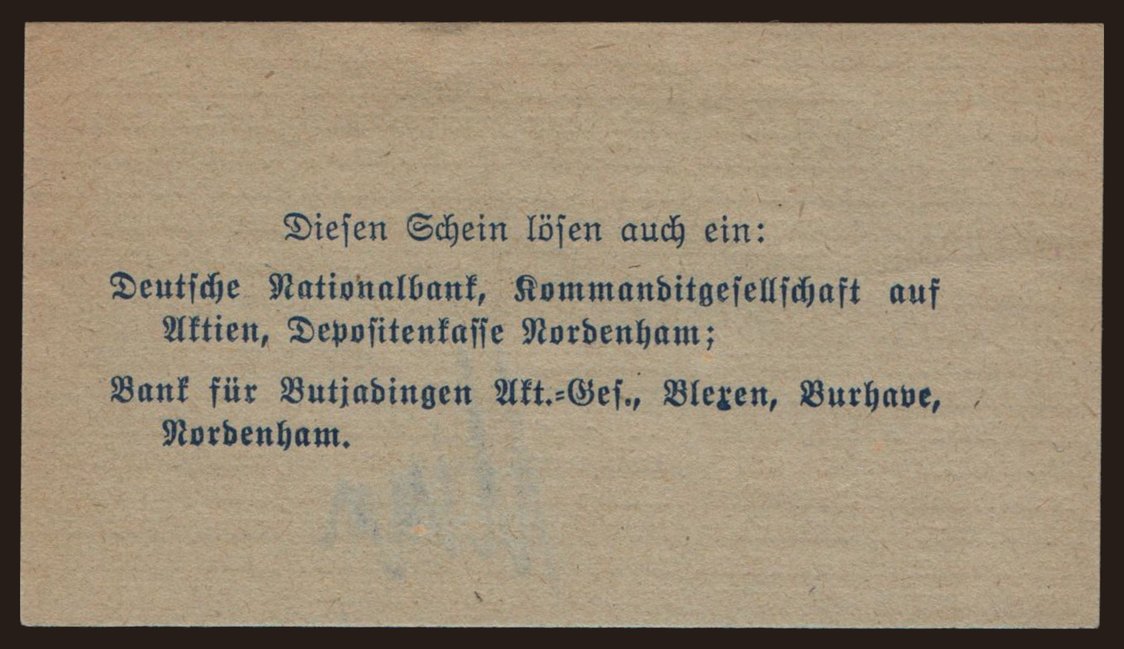 Diesen Schein lösen auch ein:
Deutsche Nationalbank, Kommanditgesellschaft auf
Aktien, Depositenkasse Nordenham;
Bank für Butjadingen Akt.-Ges., Blexen, Burhave,
Nordenham.